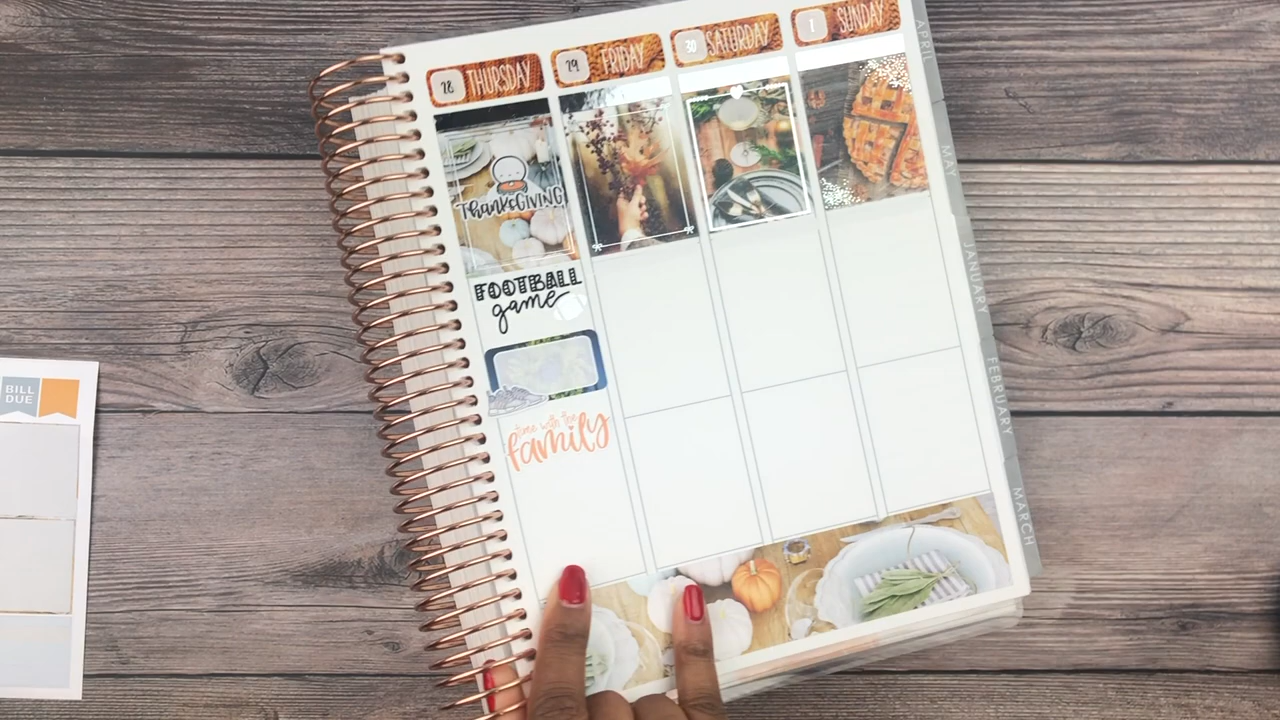 28 THURSDAY
29 FRIDAY
30 SATURDAY
1 SUNDAY
THANKSGIVING
FOOTBALL
game
time with the
family
BILL
DUE
APRIL
MAY
JANUARY
FEBRUARY
MARCH